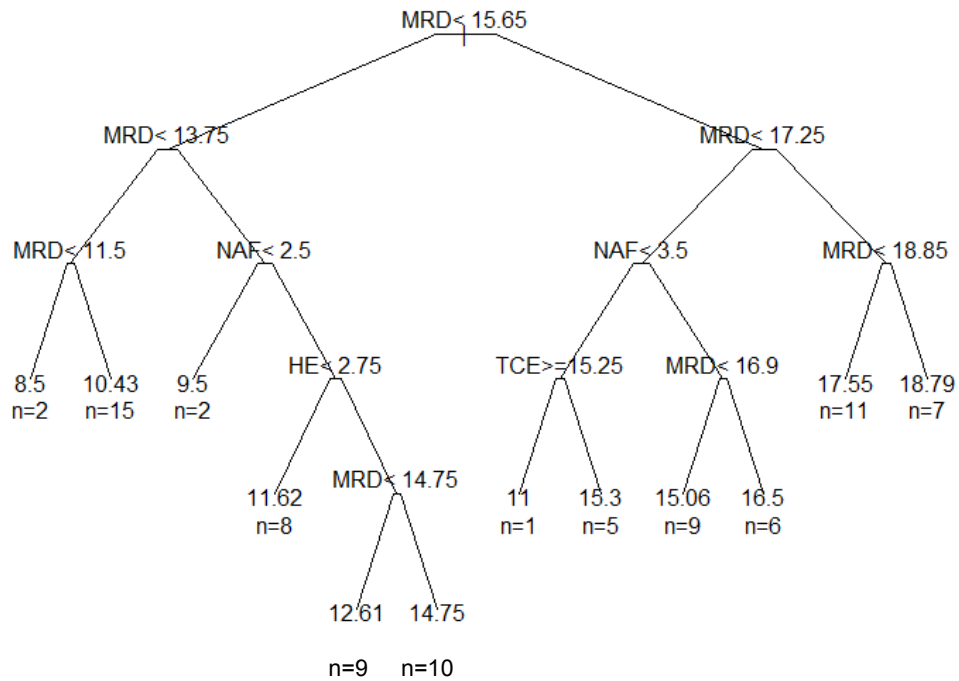 MRD< 15.65
MRD< 13.75
MRD< 17.25
MRD< 11.5
NAF< 2.5
NAF< 3.5
MRD< 18.85
HE< 2.75
TCE>=15.25
MRD< 16.9
8.5
10.43
9.5
17.55
18.79
n=2
n=15
n=2
n=11
n=7
MRD< 14.75
11.62
11
15.3
15.06
16.5
n=8
n=1
n=5
n=9
n=6
12.61
14.75
n=9
n=10